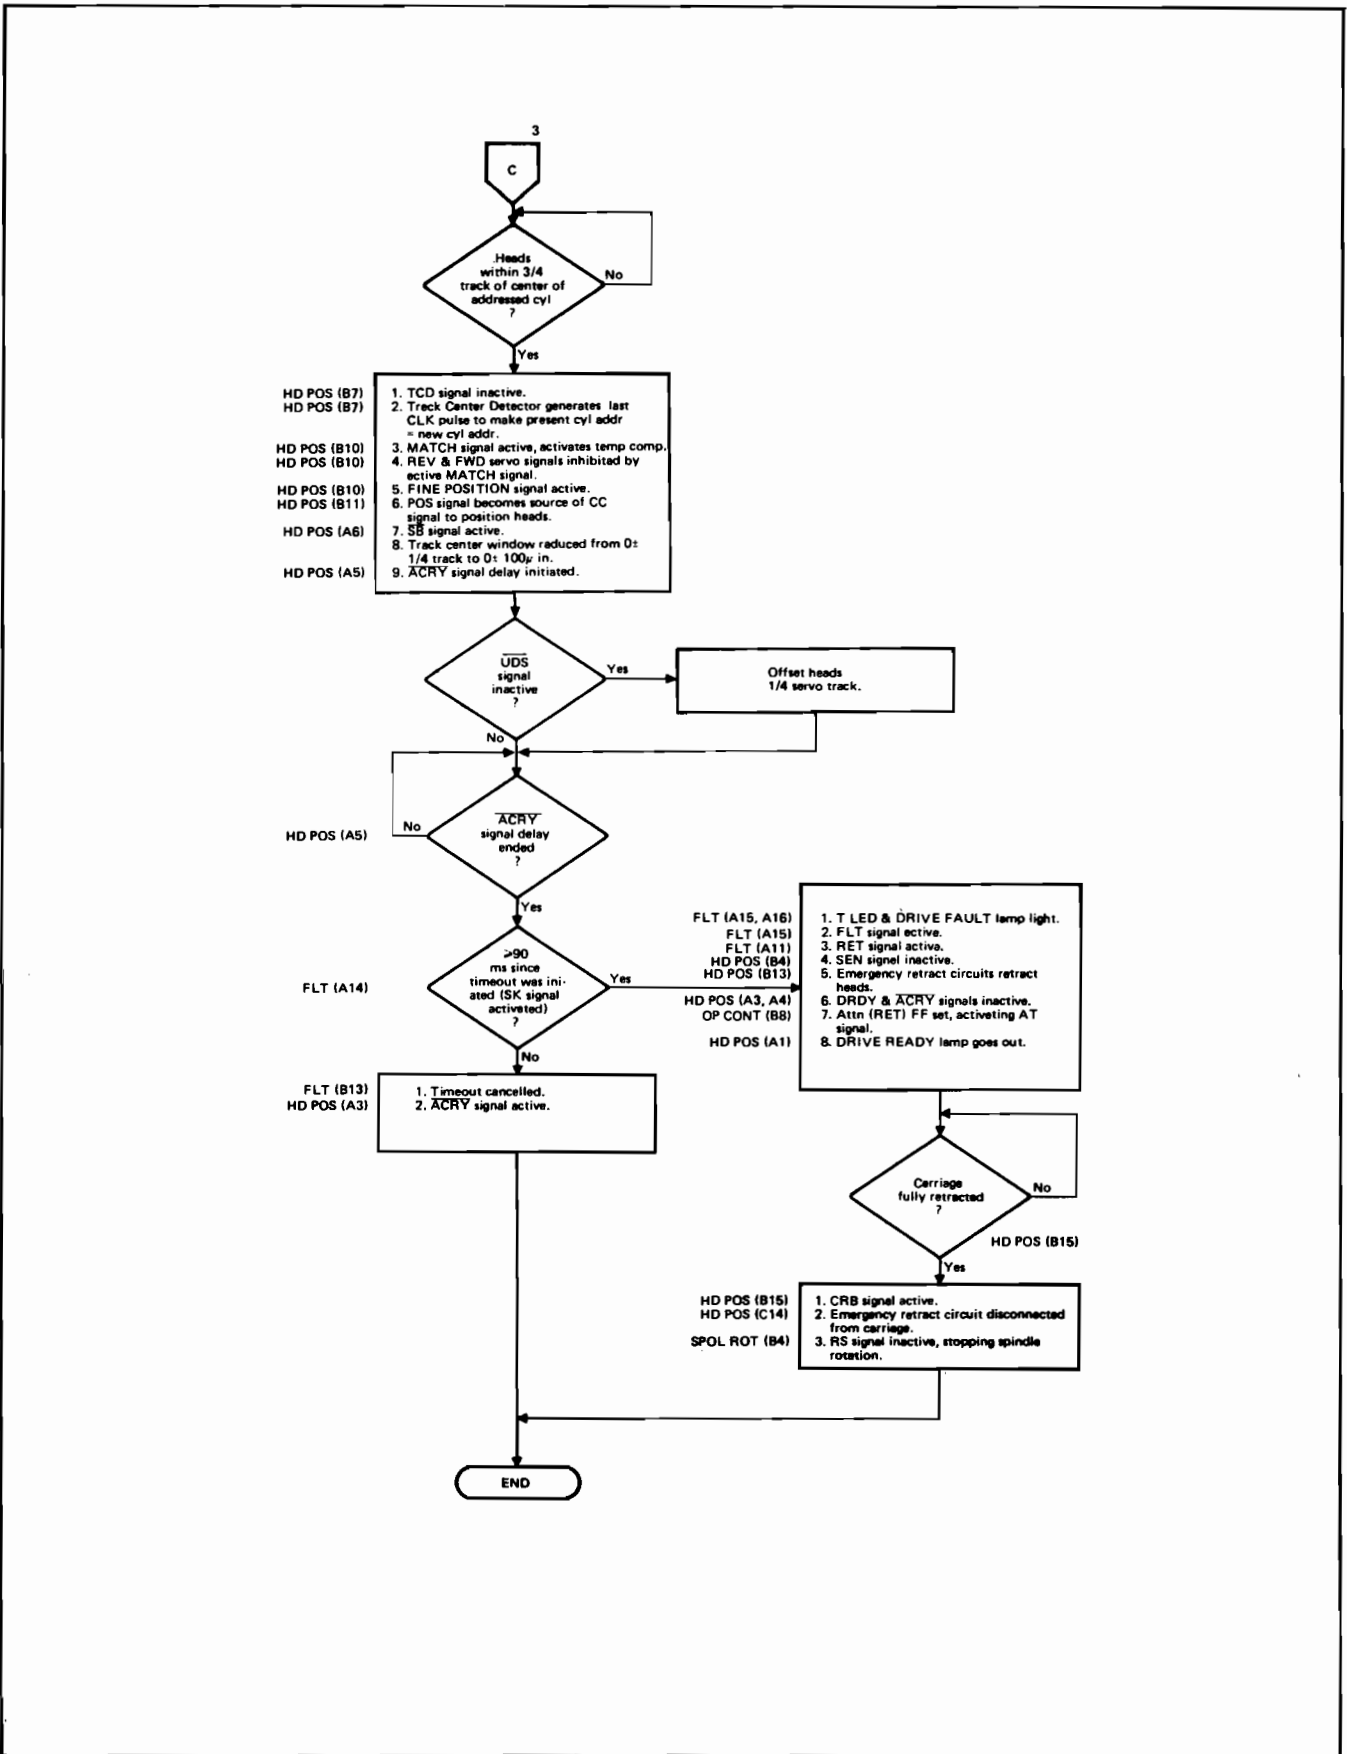 3
C
Heads
within 3/4
track of center of
addressed cyl
?
No
Yes
HD POS (B7)
HD POS (B7)
HD POS (B10)
HD POS (B10)
HD POS (B10)
HD POS (B11)
HD POS (A6)
HD POS (A5)
1. TCD signal inactive.
2. Track Center Detector generates last
CLK pulse to make present cyl addr
= new cyl addr.
3. MATCH signal active, activates temp comp.
4. REV & FWD servo signals inhibited by
active MATCH signal.
5. FINE POSITION signal active.
6. POS signal becomes source of CC
signal to position heads.
7. S̅B̅ signal active.
8. Track center window reduced from 0±
1/4 track to 0± 100µ in.
9. A̅C̅R̅Y̅ signal delay initiated.
U̅D̅S̅
signal
inactive
?
Yes
Offset heads
1/4 servo track.
No
HD POS (A5)
No
A̅C̅R̅Y̅
signal delay
ended
?
Yes
FLT (A14)
>90
ms since
timeout was ini-
ated (SK signal
activated)
?
Yes
No
FLT (A15, A16)
FLT (A15)
FLT (A11)
HD POS (B4)
HD POS (B13)
HD POS (A3, A4)
OP CONT (B8)
HD POS (A1)
1. T LED & DRIVE FAULT lamp light.
2. FLT signal active.
3. RET signal active.
4. SEN signal inactive.
5. Emergency retract circuits retract
heads.
6. DRDY & A̅C̅R̅Y̅ signals inactive.
7. Attn (RET) FF set, activating AT
signal.
8. DRIVE READY lamp goes out.
FLT (B13)
HD POS (A3)
1. Timeout cancelled.
2. A̅C̅R̅Y̅ signal active.
Carriage
fully retracted
?
No
HD POS (B15)
Yes
HD POS (B15)
HD POS (C14)
SPOL ROT (B4)
1. CRB signal active.
2. Emergency retract circuit disconnected
from carriage.
3. RS signal inactive, stopping spindle
rotation.
END